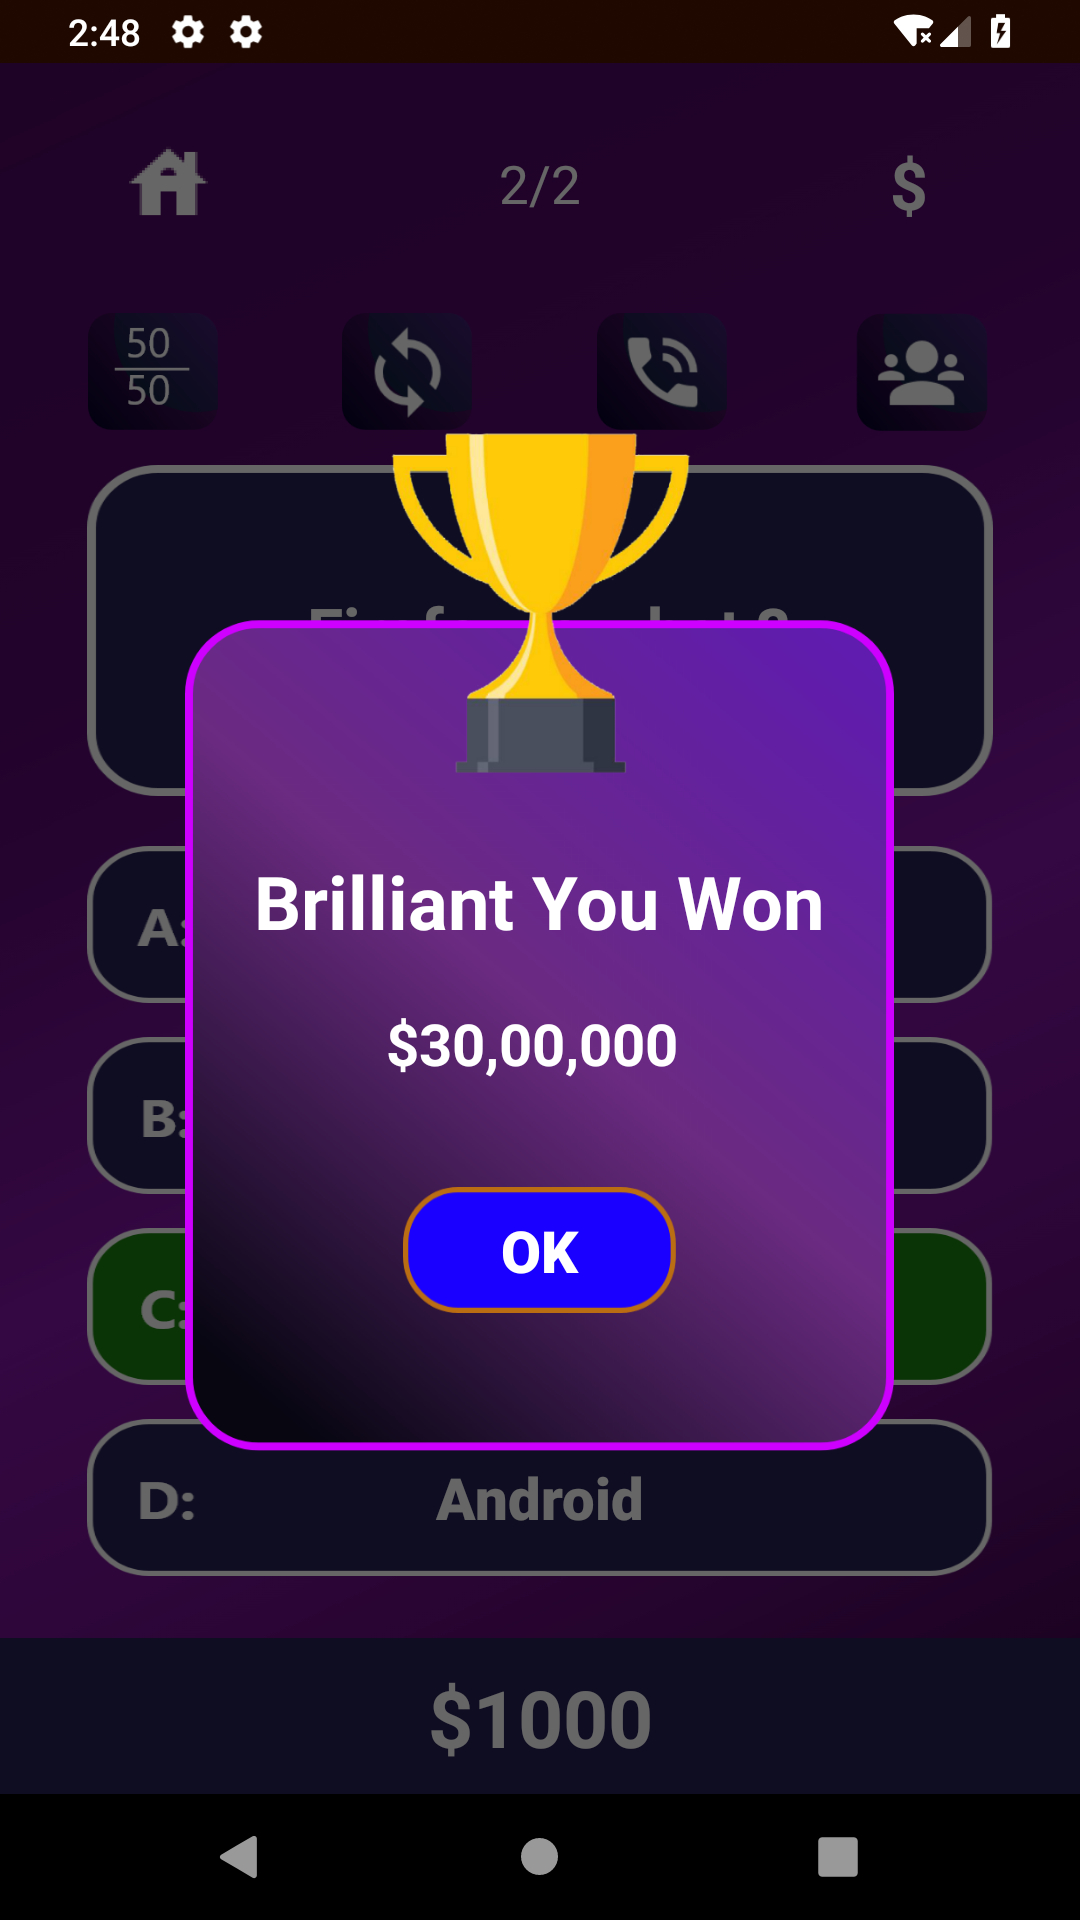 2:48
2/2
$
50
50
Brilliant You Won
$30,00,000
A:
B:
OK
C:
D: Android
$1000